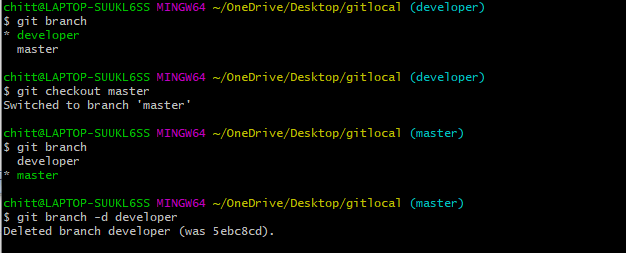 chitt@LAPTOP-SUUKL6SS MINGW64 ~/OneDrive/Desktop/gitlocal (developer)
$ git branch
* developer
  master
chitt@LAPTOP-SUUKL6SS MINGW64 ~/OneDrive/Desktop/gitlocal (developer)
$ git checkout master
Switched to branch 'master'
chitt@LAPTOP-SUUKL6SS MINGW64 ~/OneDrive/Desktop/gitlocal (master)
$ git branch
  developer
* master
chitt@LAPTOP-SUUKL6SS MINGW64 ~/OneDrive/Desktop/gitlocal (master)
$ git branch -d developer
Deleted branch developer (was 5ebc8cd).